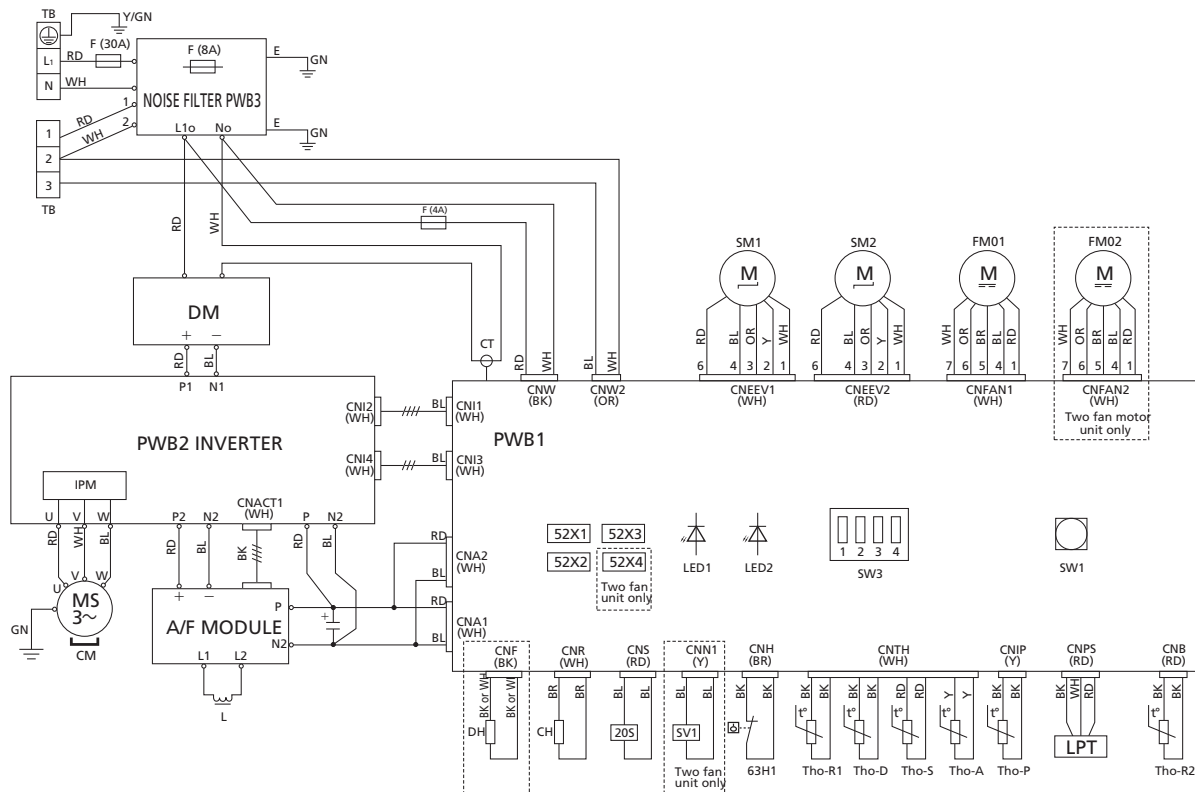 TB
Y/GN
L1
RD
F (30A)
N
WH
F (8A)
NOISE FILTER PWB3
E
GN
1
2
L1o
No
E
GN
1
RD
2
WH
3
TB
RD
WH
F (4A)
DM
+
−
RD
BL
P1
N1
CT
RD
WH
BL
WH
CNW
(BK)
CNW2
(OR)
SM1
M
RD
BL
OR
Y
WH
6
4
3
2
1
CNEEV1
(WH)
SM2
M
RD
BL
OR
Y
WH
6
4
3
2
1
CNEEV2
(RD)
FM01
M
WH
OR
BR
BL
RD
7
6
5
4
1
CNFAN1
(WH)
FM02
M
WH
OR
BR
BL
RD
7
6
5
4
1
CNFAN2
(WH)
Two fan motor
unit only
PWB2 INVERTER
CNI2
(WH)
BL
CNI1
(WH)
CNI4
(WH)
BL
CNI3
(WH)
PWB1
IPM
U
V
W
P2
N2
CNACT1
(WH)
P
N2
RD
WH
BL
RD
BL
BK
RD
BL
U
V
W
MS
3~
GN
CM
+
−
P
A/F MODULE
N2
L1
L2
L
+
RD
CNA2
(WH)
BL
RD
CNA1
(WH)
BL
52X1
52X3
52X2
52X4
Two fan
unit only
LED1
LED2
1
2
3
4
SW3
SW1
CNF
(BK)
BK or WH
BK or WH
DH
CNR
(WH)
BR
BR
CH
CNS
(RD)
BL
BL
20S
CNN1
(Y)
BL
BL
SV1
Two fan
unit only
CNH
(BR)
BK
BK
63H1
CNTH
(WH)
BK
BK
t°
Tho-R1
BK
BK
t°
Tho-D
RD
RD
t°
Tho-S
Y
Y
t°
Tho-A
CNIP
(Y)
BK
BK
t°
Tho-P
CNPS
(RD)
BK
WH
RD
LPT
CNB
(RD)
BK
BK
t°
Tho-R2